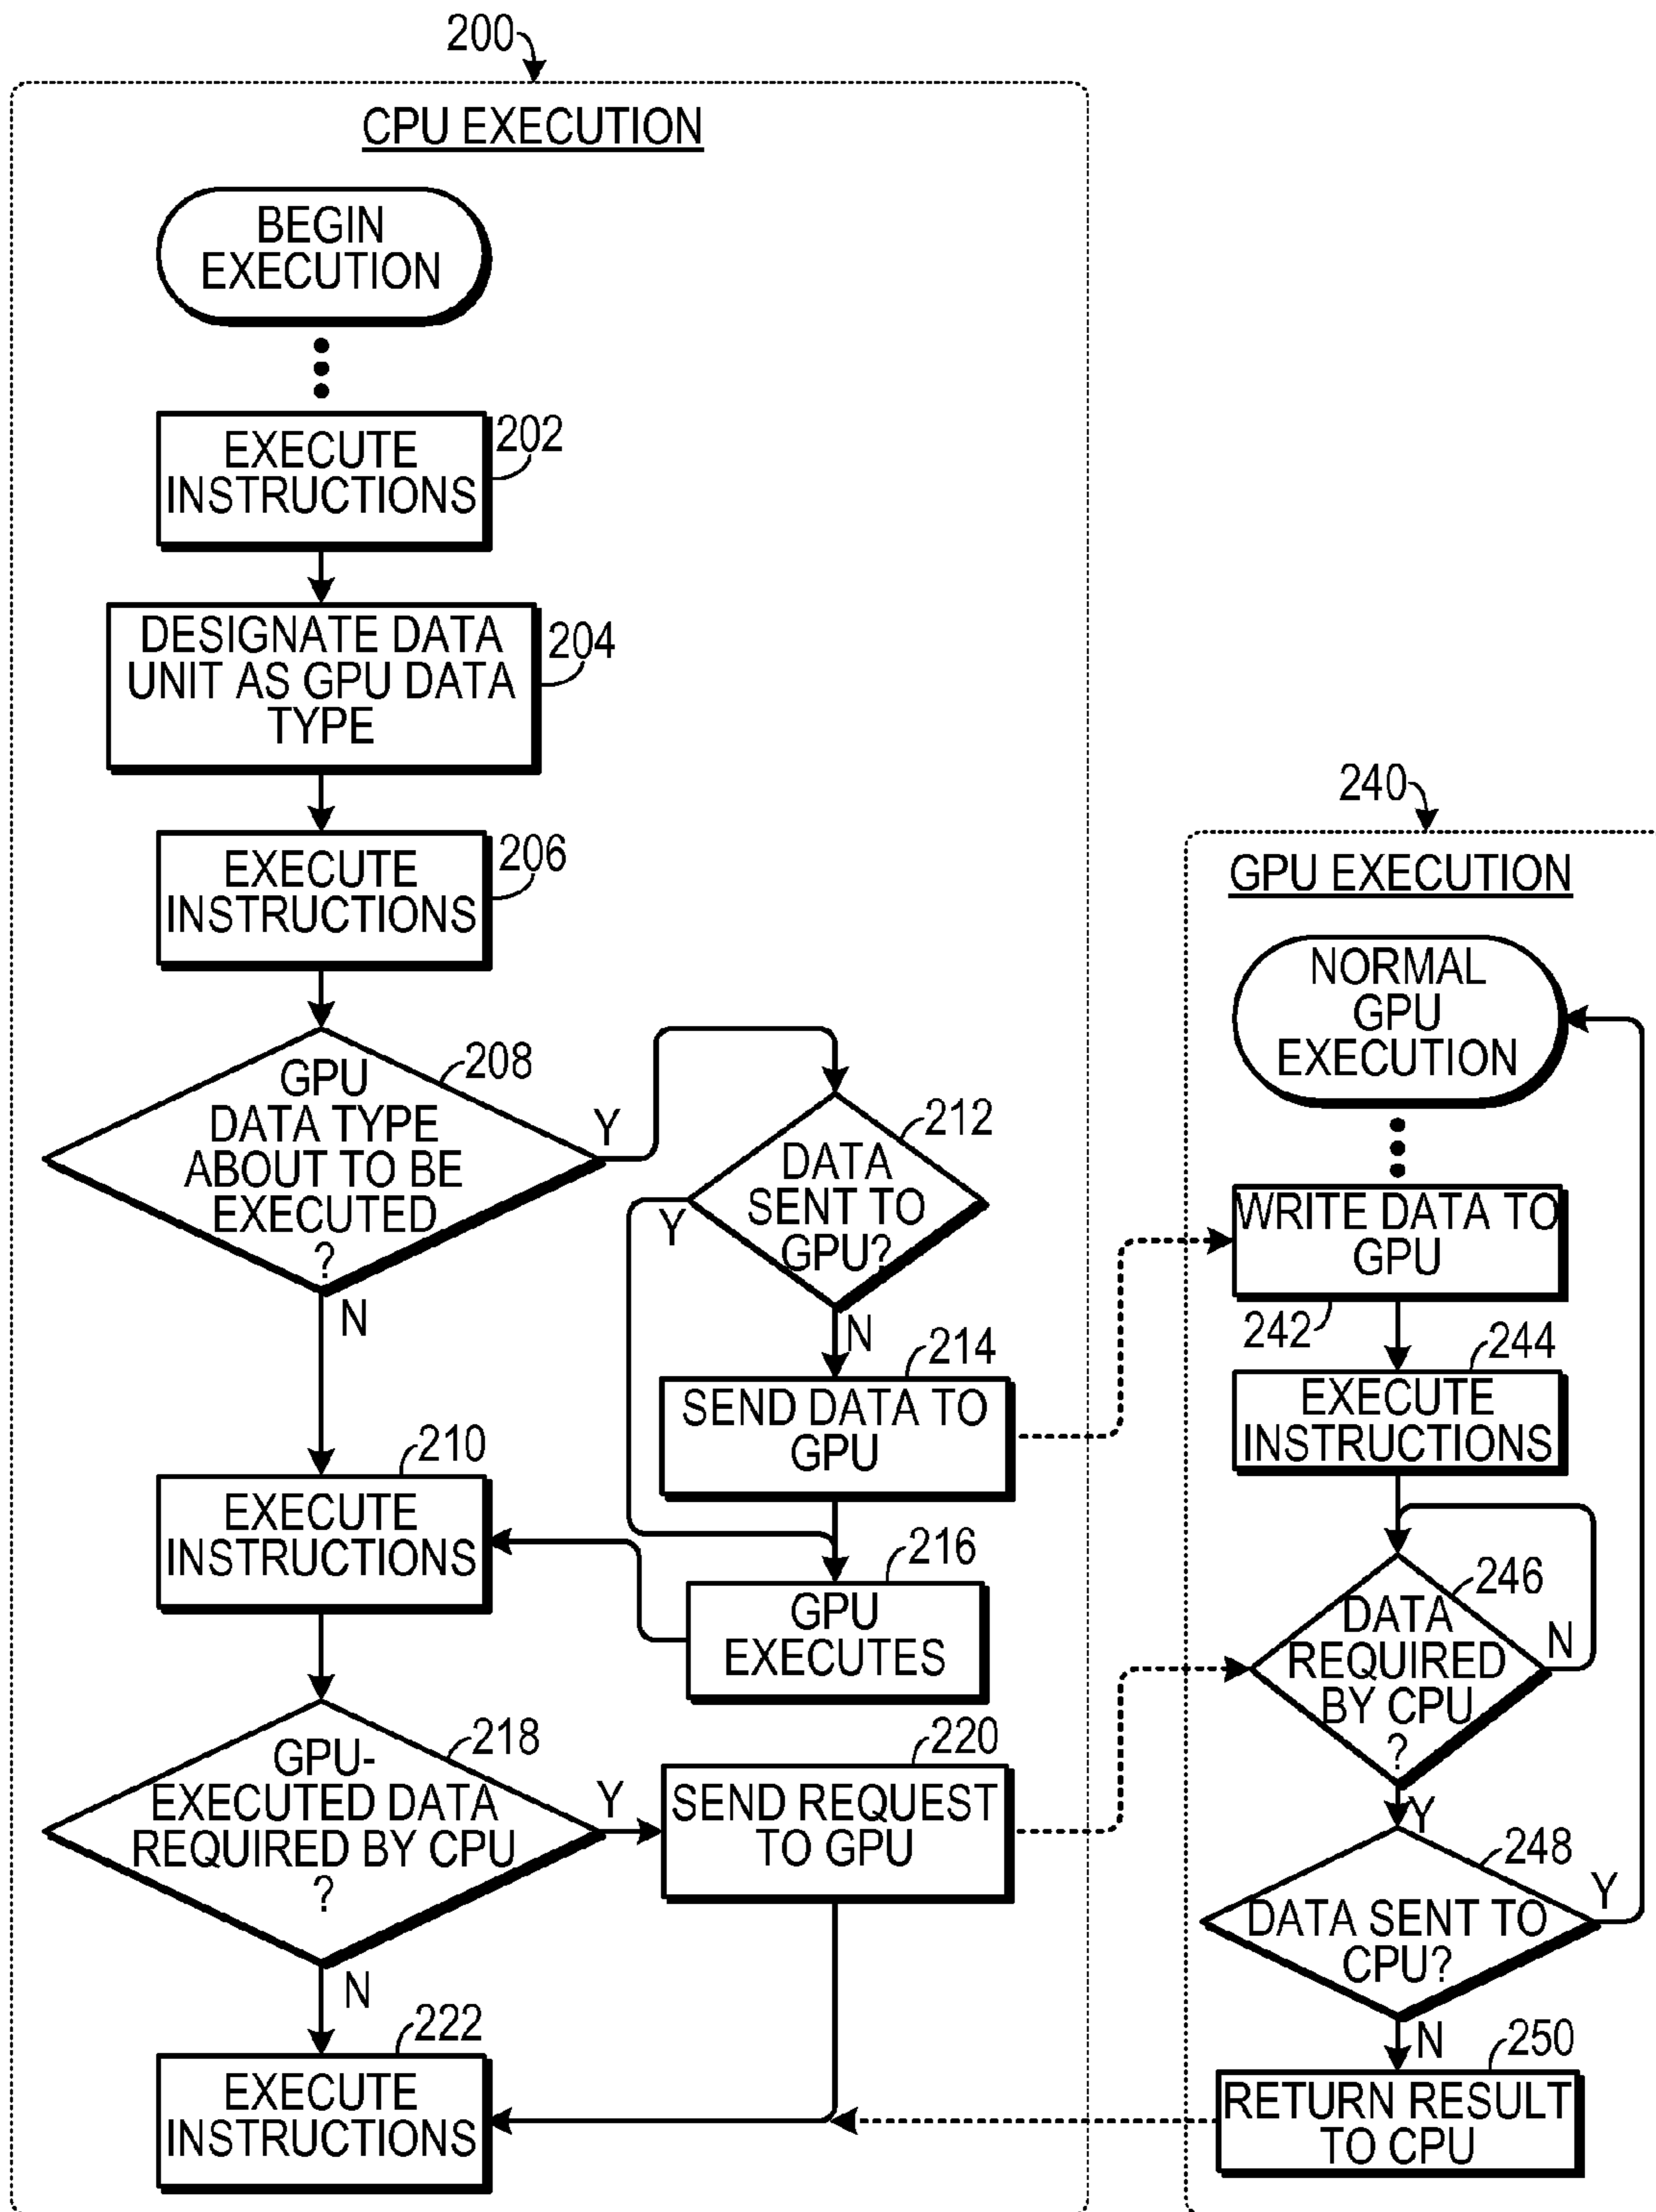 200
CPU EXECUTION
BEGIN
EXECUTION
EXECUTE
INSTRUCTIONS
202
DESIGNATE DATA
UNIT AS GPU DATA
TYPE
204
EXECUTE
INSTRUCTIONS
206
GPU
DATA TYPE
ABOUT TO BE
EXECUTED
?
208
Y
N
DATA
SENT TO
GPU?
212
Y
N
SEND DATA TO
GPU
214
EXECUTE
INSTRUCTIONS
210
GPU
EXECUTES
216
GPU-
EXECUTED DATA
REQUIRED BY CPU
?
218
Y
N
SEND REQUEST
TO GPU
220
EXECUTE
INSTRUCTIONS
222
240
GPU EXECUTION
NORMAL
GPU
EXECUTION
WRITE DATA TO
GPU
242
244
EXECUTE
INSTRUCTIONS
246
DATA
REQUIRED
BY CPU
?
N
Y
248
DATA SENT TO
CPU?
Y
N
250
RETURN RESULT
TO CPU